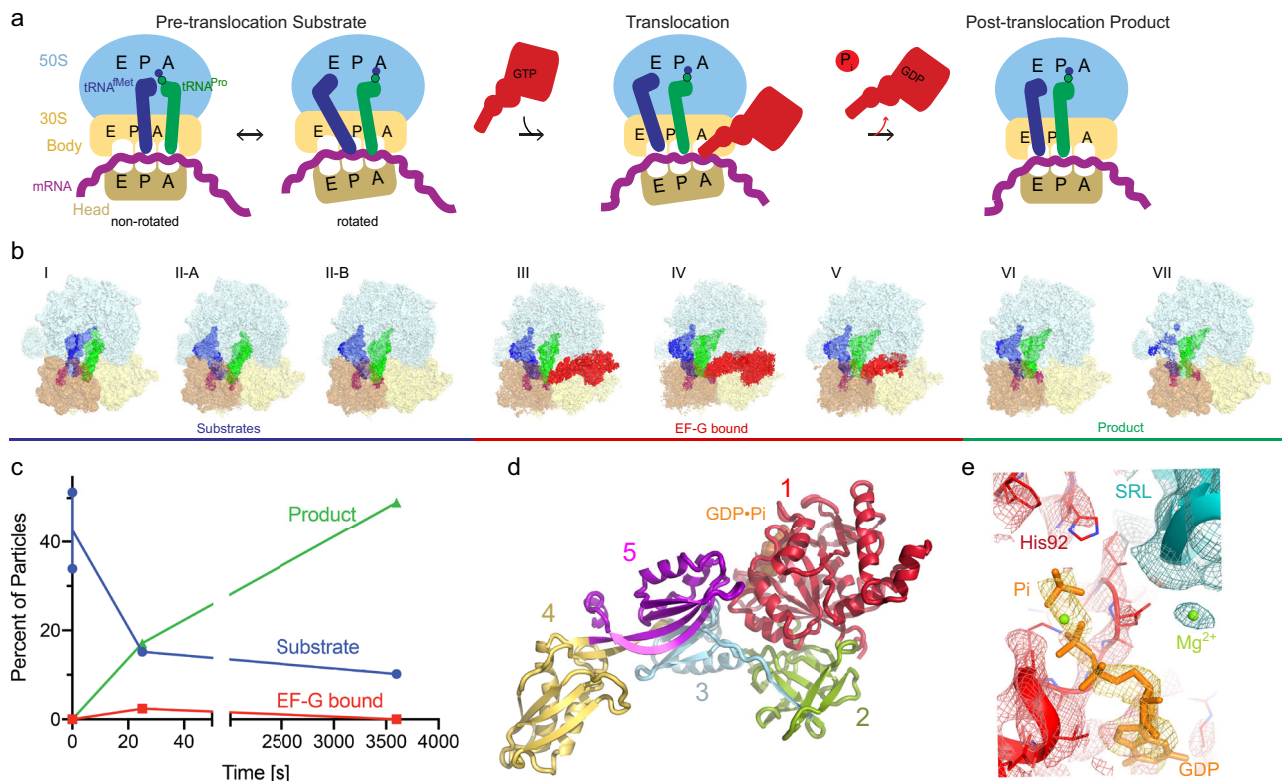 a
Pre-translocation Substrate
Translocation
Post-translation Product
50S
E P A
E P A
E P A
E P A
tRNAfMet
tRNAPro
GTP
Pi
GDP
30S
Body
E P A
E P A
E P A
E P A
mRNA
Head
E P A
E P A
E P A
E P A
non-rotated
rotated
b
I
II-A
II-B
III
IV
V
VI
VII
Substrates
EF-G bound
Product
c
Percent of Particles
40
20
0
Product
Substrate
EF-G bound
0 20 40 2500 3000 3500 4000
Time [s]
d
1
GDP•Pi
5
4
3
2
e
SRL
His92
Pi
Mg2+
GDP